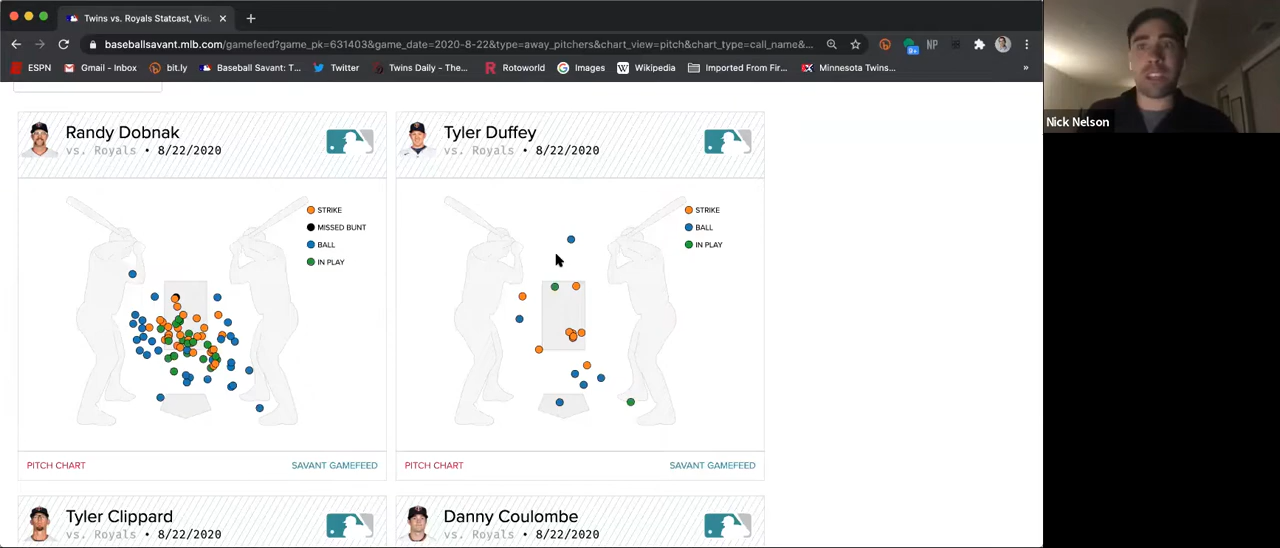 Twins vs. Royals Statcast, Visu
baseballsavant.mlb.com/gamefeed?game_pk=631403&game_date=2020-8-22&type=away_pitchers&chart_view=pitch&chart_type=call_name&...
NP
ESPN
Gmail - Inbox
bit.ly
Baseball Savant: T...
Twitter
Twins Daily - The...
Rotoworld
Images
Wikipedia
Imported From Fir...
Minnesota Twins...
»
Nick Nelson
Randy Dobnak
vs. Royals • 8/22/2020
STRIKE
MISSED BUNT
BALL
IN PLAY
PITCH CHART
SAVANT GAMEFEED
Tyler Duffey
vs. Royals • 8/22/2020
STRIKE
BALL
IN PLAY
PITCH CHART
SAVANT GAMEFEED
Tyler Clippard
vs. Royals • 8/22/2020
Danny Coulombe
vs. Royals • 8/22/2020